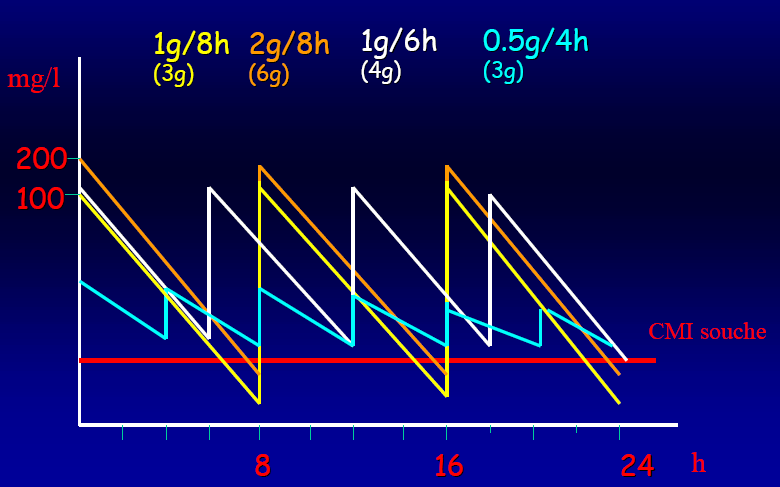 1g/8h 2g/8h 1g/6h 0.5g/4h
(3g) (6g) (4g) (3g)
mg/l
200
100
CMI souche
8 16 24 h